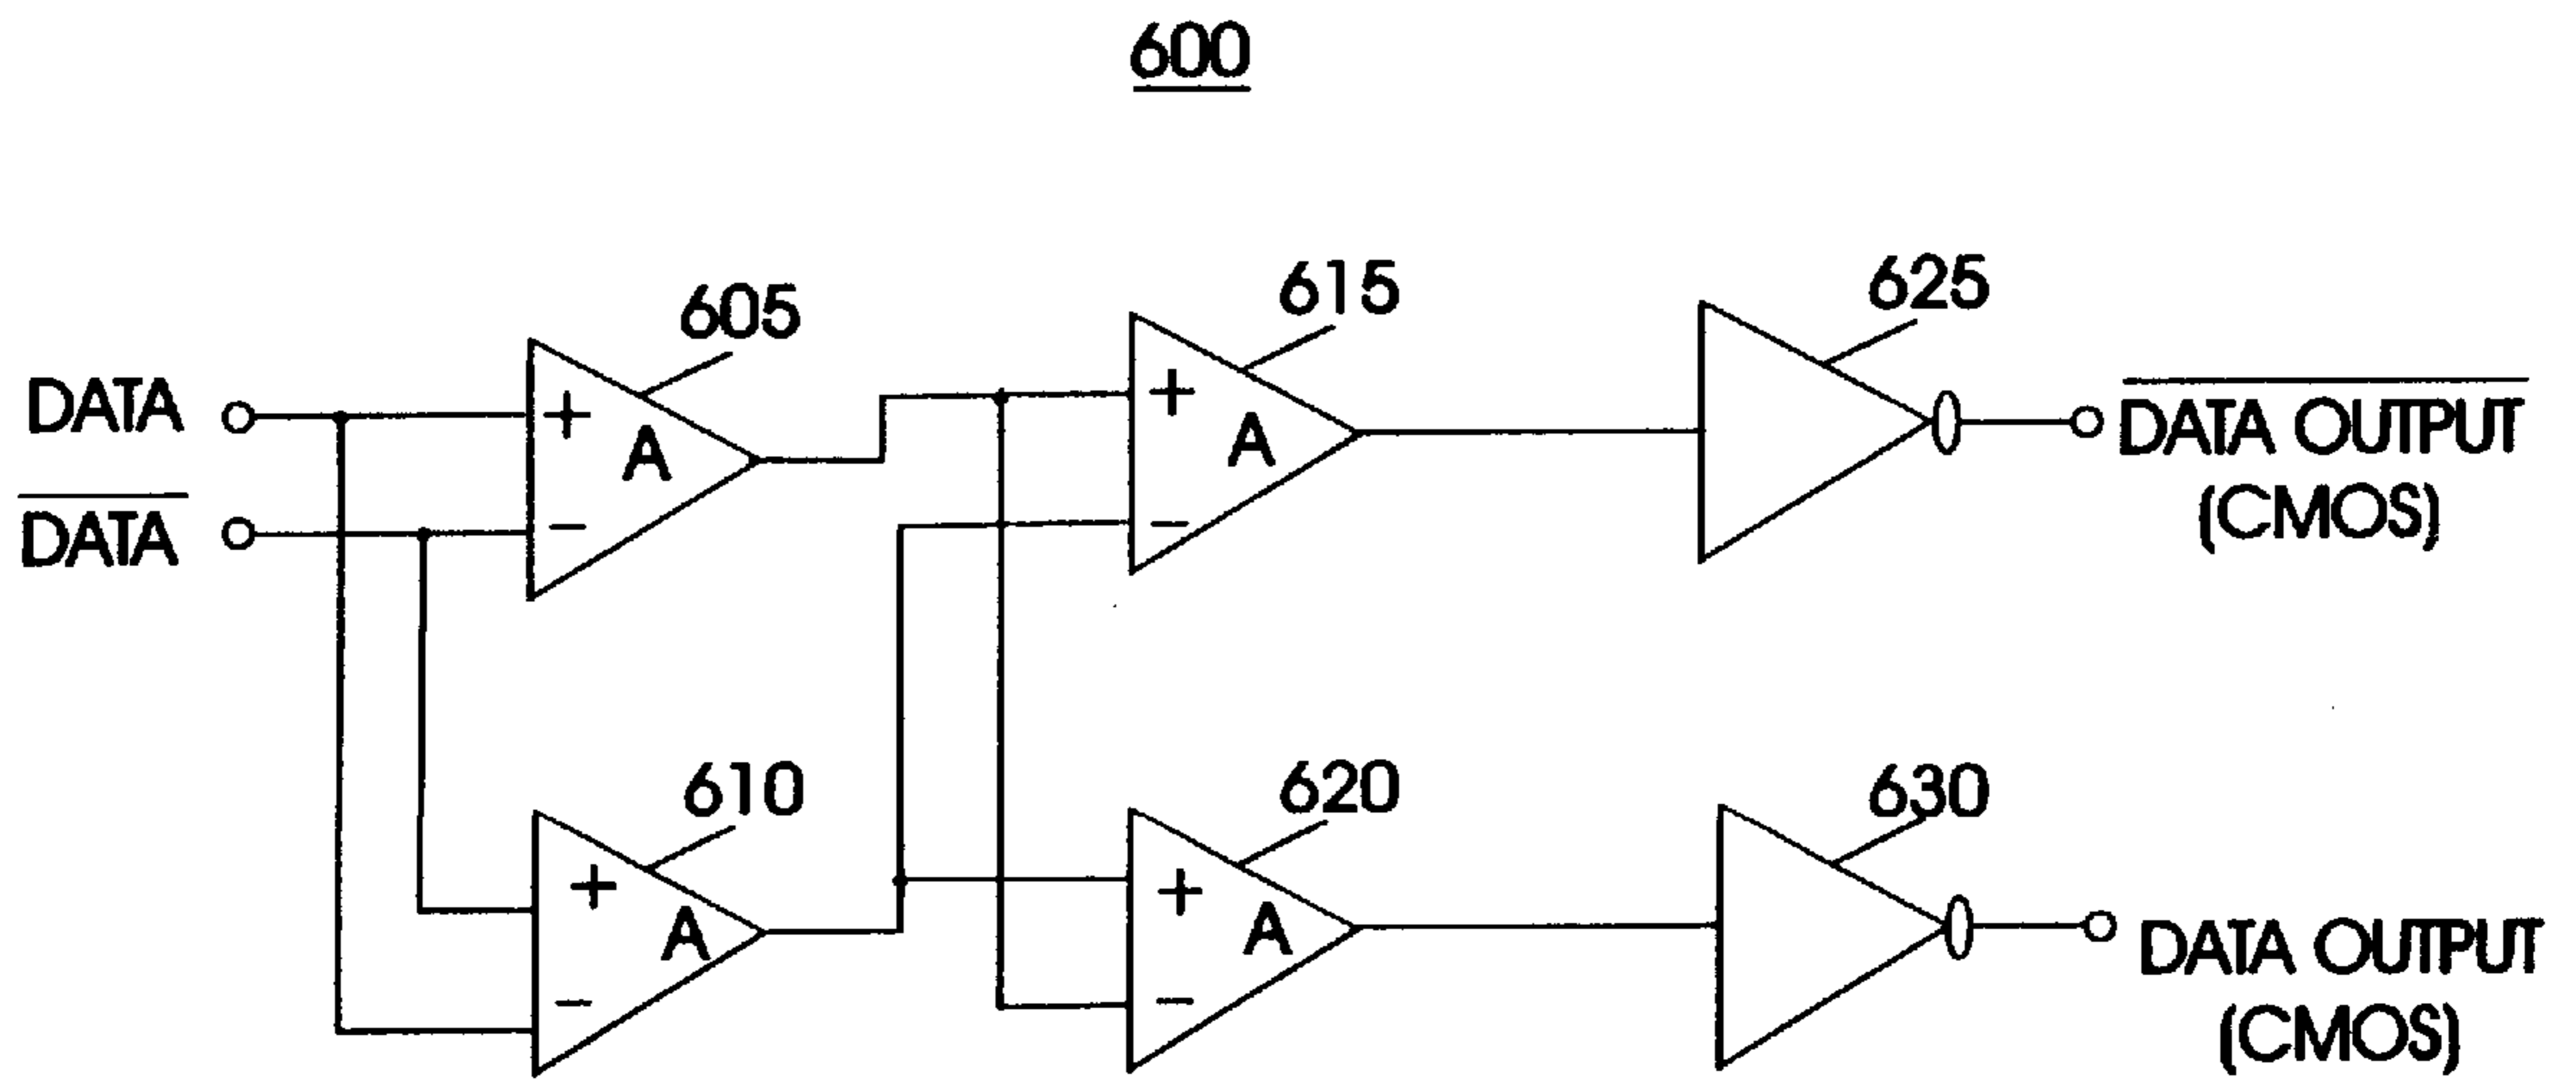 600
605
615
625
DATA
+
A
−
+
A
−
DATA OUTPUT
(CMOS)
DATA
610
620
630
+
A
−
+
A
−
DATA OUTPUT
(CMOS)